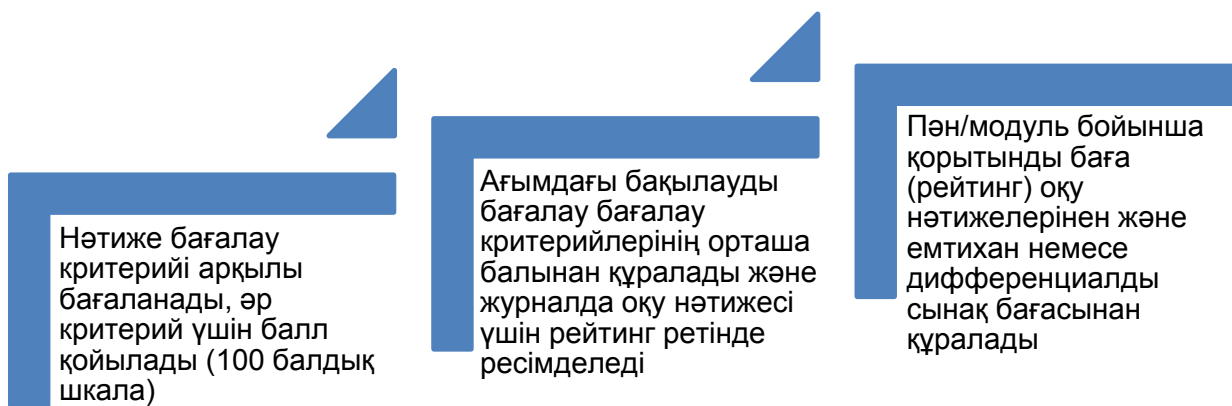 Нәтиже бағалау
критерийі арқылы
бағаланады, әр
критерий үшін балл
қойылады (100 балдық
шкала)
Ағымдағы бақылауды
бағалау бағалау
критерийлерінің орташа
балынан құралады және
журналда оқу нәтижесі
үшін рейтинг ретінде
ресімделеді
Пән/модуль бойынша
қорытынды баға
(рейтинг) оқу
нәтижелерінен және
емтихан немесе
дифференциалды
сынақ бағасынан
құралады